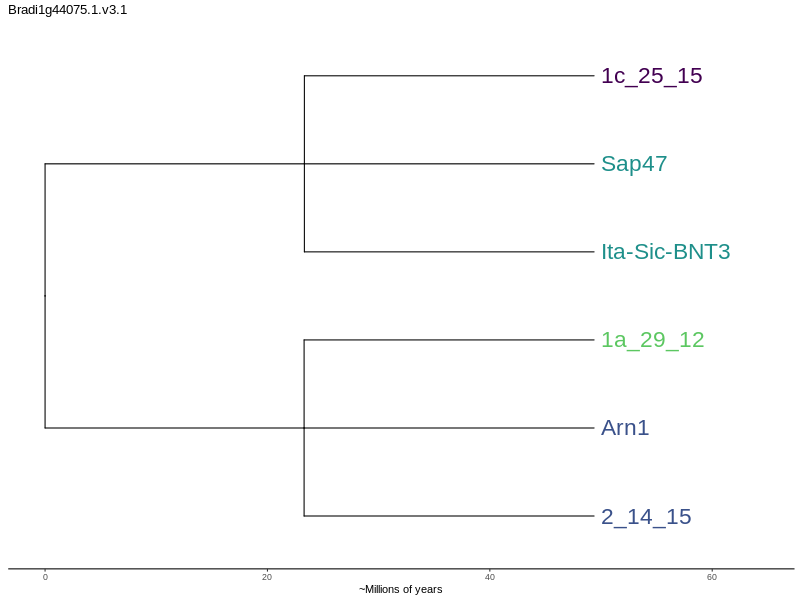 Bradi1g44075.1.v3.1
1c_25_15
Sap47
Ita-Sic-BNT3
1a_29_12
Arn1
2_14_15
0 20 40 60
~Millions of years